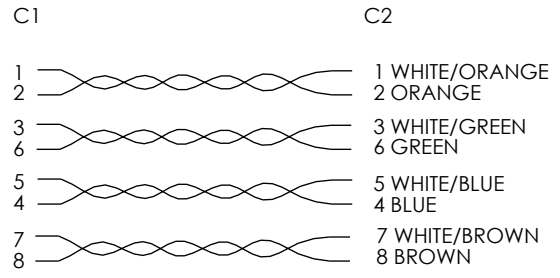 C1 C2
1 1 WHITE/ORANGE
2 2 ORANGE
3 3 WHITE/GREEN
6 6 GREEN
5 5 WHITE/BLUE
4 4 BLUE
7 7 WHITE/BROWN
8 8 BROWN